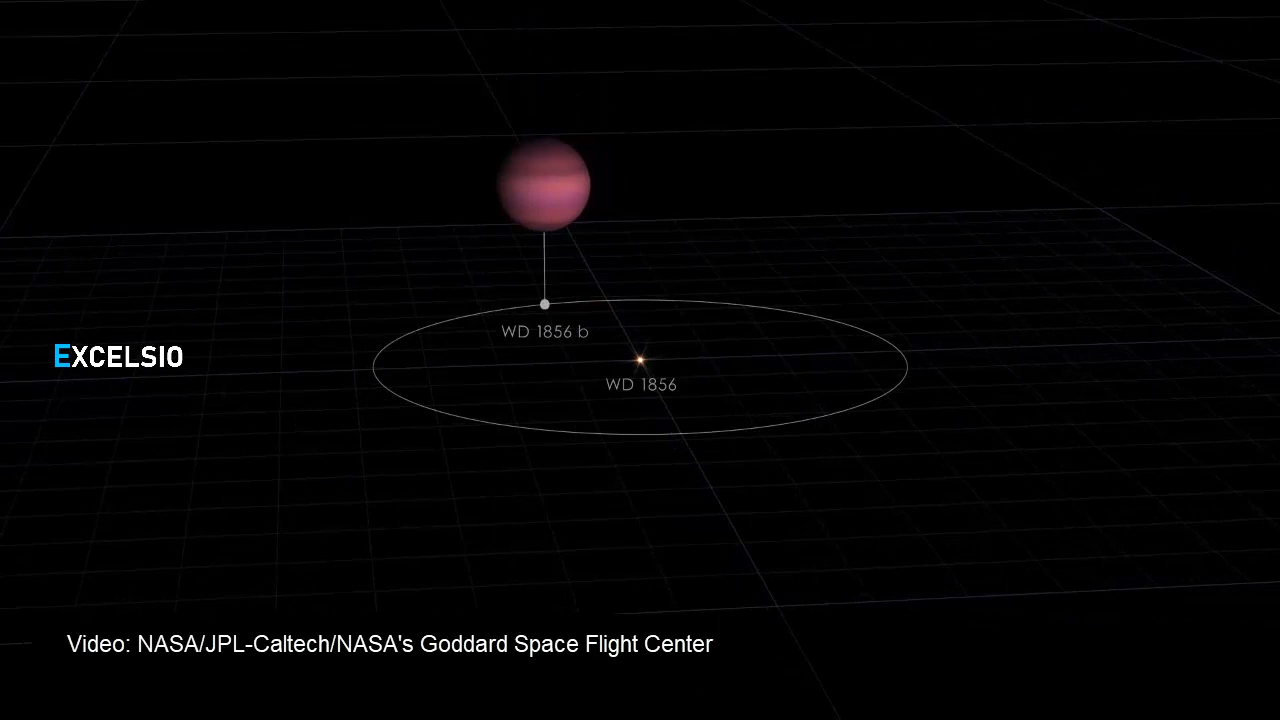 WD 1856 b
EXCELSIO
WD 1856
Video: NASA/JPL-Caltech/NASA's Goddard Space Flight Center